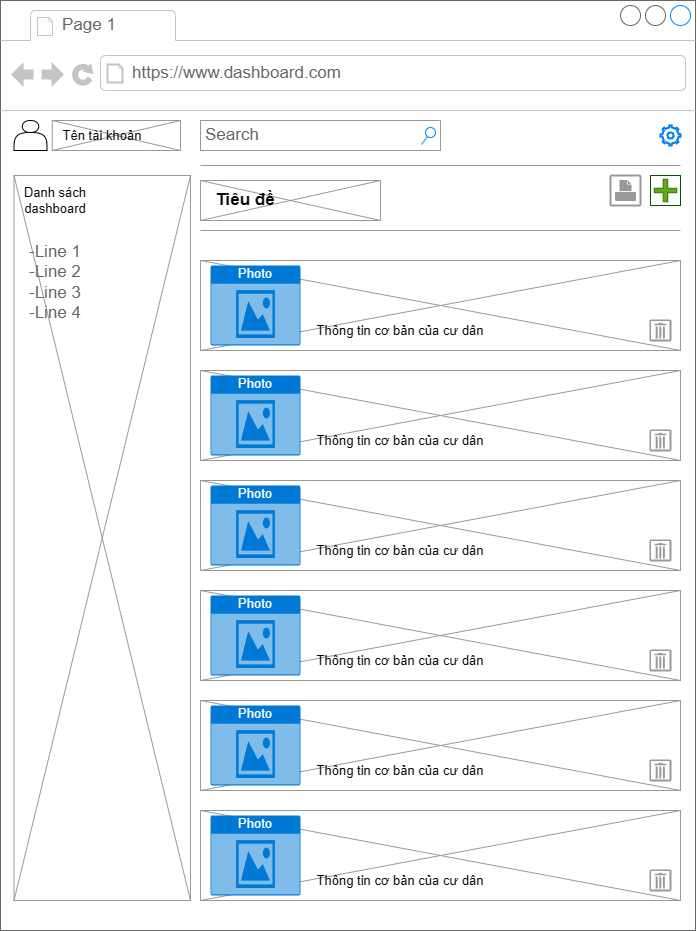 Page 1
https://www.dashboard.com
Tên tài khoản
Search
Danh sách
dashboard
-Line 1
-Line 2
-Line 3
-Line 4
Tiêu đề
Photo
Thông tin cơ bản của cư dân
Photo
Thông tin cơ bản của cư dân
Photo
Thông tin cơ bản của cư dân
Photo
Thông tin cơ bản của cư dân
Photo
Thông tin cơ bản của cư dân
Photo
Thông tin cơ bản của cư dân